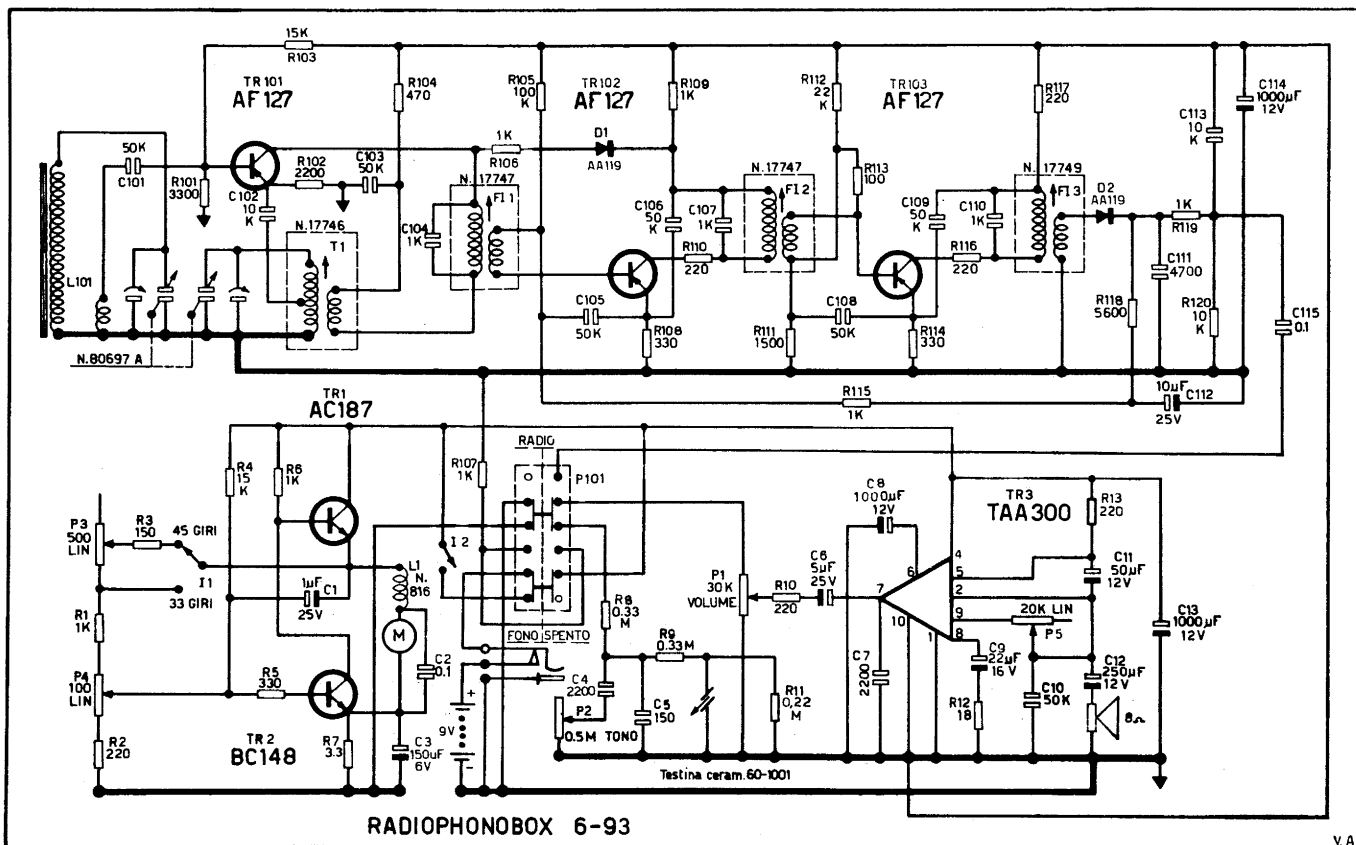 15K
R103
TR101
AF127
R104
470
R105
100
K
TR102
AF127
R109
1K
R112
22
K
TR103
AF127
R117
220
C114
1000µF
12V
C113
10
K
50K
C101
R101
3300
C102
10
K
R102
2200
C103
50K
1K
R106
D1
AA119
N. 17747
FI 1
C104
1K
N.17746
T1
C106
50
K
C107
1K
R110
220
N. 17747
FI2
R113
100
C109
50
K
C110
1K
R116
220
N. 17749
FI 3
D2
AA119
1K
R119
C111
4700
R118
5600
R120
10
K
C115
0.1
L101
N.80697 A
C105
50K
R108
330
R111
1500
C108
50K
R114
330
R115
1K
10µF
25V
C112
TR1
AC187
R4
15
K
R6
1K
R107
1K
RADIO
P101
I 2
FONO
SPENTO
P3
500
LIN
R3
150
45 GIRI
I1
33 GIRI
1µF
25V
C1
L1
N.
816
M
C2
0.1
R1
1K
P4
100
LIN
R5
330
R2
220
TR2
BC148
R7
3.3
C3
150µF
6V
+
9V
-
R8
0.33
M
R9
0.33M
C4
2200
P2
0.5M TONO
C5
150
R11
0,22
M
Testina ceram. 60-1001
P1
30K
VOLUME
R10
220
C6
5µF
25V
C7
2200
C8
1000µF
12V
TR3
TAA300
7
6
10
1
4
5
2
9
8
R13
220
C11
50µF
12V
20K LIN
P5
C9
22µF
16V
R12
18
C10
50K
C12
250µF
12V
8Ω
C13
1000µF
12V
RADIOPHONOBOX 6-93
V. A